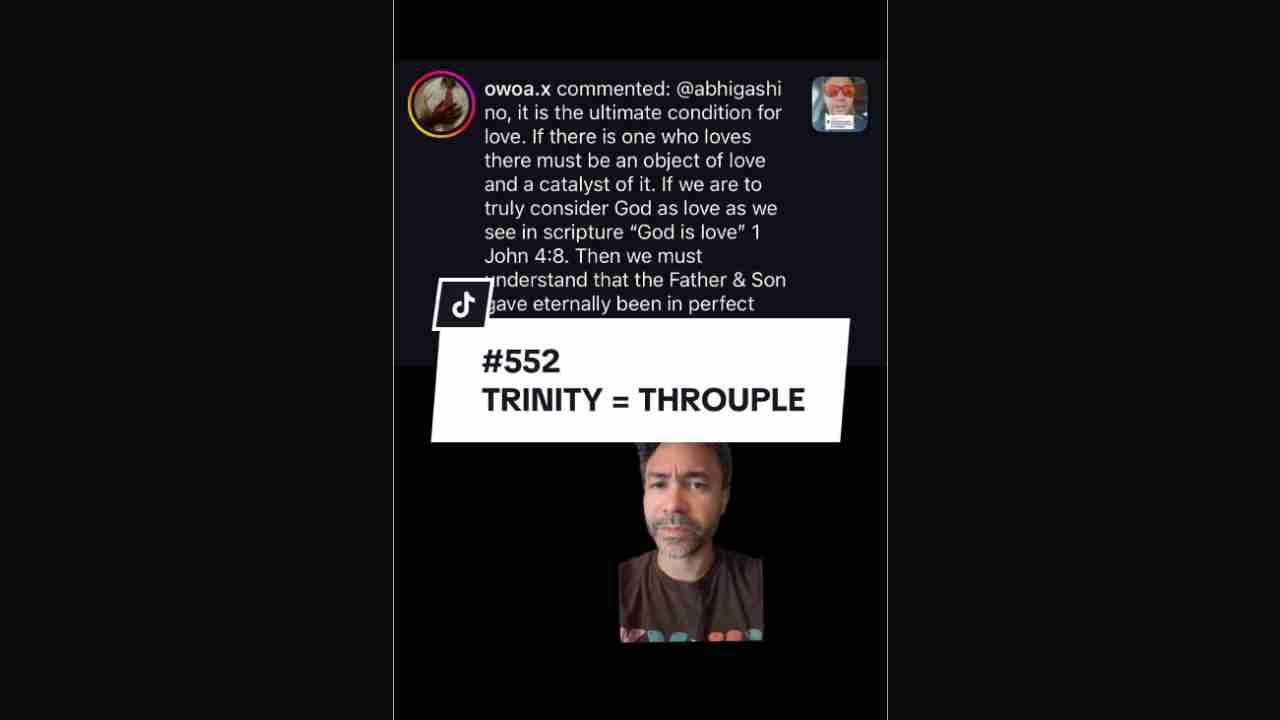 owoa.x commented: @abhigashi
no, it is the ultimate condition for
love. If there is one who loves
there must be an object of love
and a catalyst of it. If we are to
truly consider God as love as we
see in scripture “God is love” 1
John 4:8. Then we must
understand that the Father & Son
gave eternally been in perfect
#552
TRINITY = THROUPLE